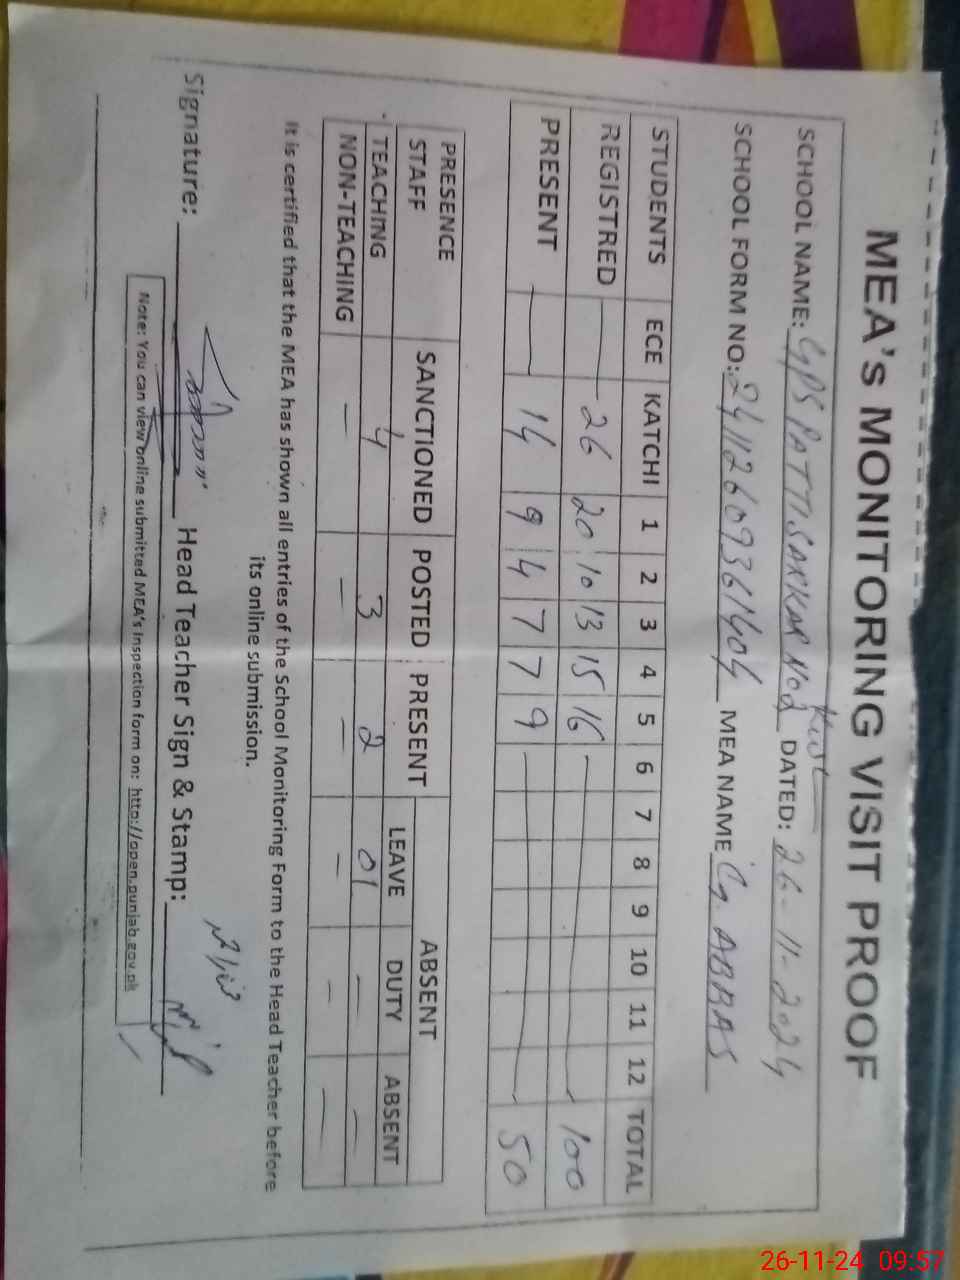 MEA's MONITORING VISIT PROOF
SCHOOL NAME: GPS PATTI SARKAR No 2 DATED: 26-11-2024
SCHOOL FORM NO: 24112609361404 MEA NAME Cg. ABBAS
STUDENTS ECE KATCHI 1 2 3 4 5 6 7 8 9 10 11 12 TOTAL
REGISTRED — 26 20 10 13 15 16 — 100
PRESENT — 14 9 4 7 7 9 — 50
PRESENCE STAFF SANCTIONED POSTED PRESENT ABSENT
LEAVE DUTY ABSENT
TEACHING 4 3 2 01 — —
NON-TEACHING — — — — — —
It is certified that the MEA has shown all entries of the School Monitoring Form to the Head Teacher before
its online submission.
Signature: Head Teacher Sign & Stamp:
Note: You can view online submitted MEA's inspection form on: http://open.punjab.gov.pk
26-11-24 09:57